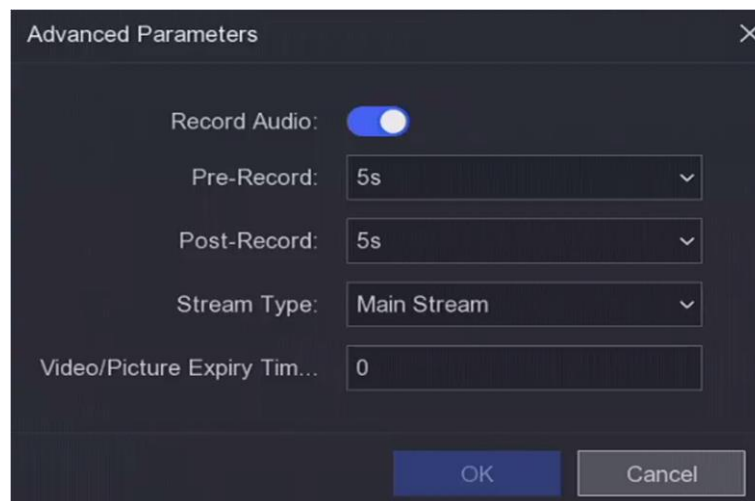 Advanced Parameters
Record Audio:
Pre-Record: 5s
Post-Record: 5s
Stream Type: Main Stream
Video/Picture Expiry Tim... 0
OK Cancel